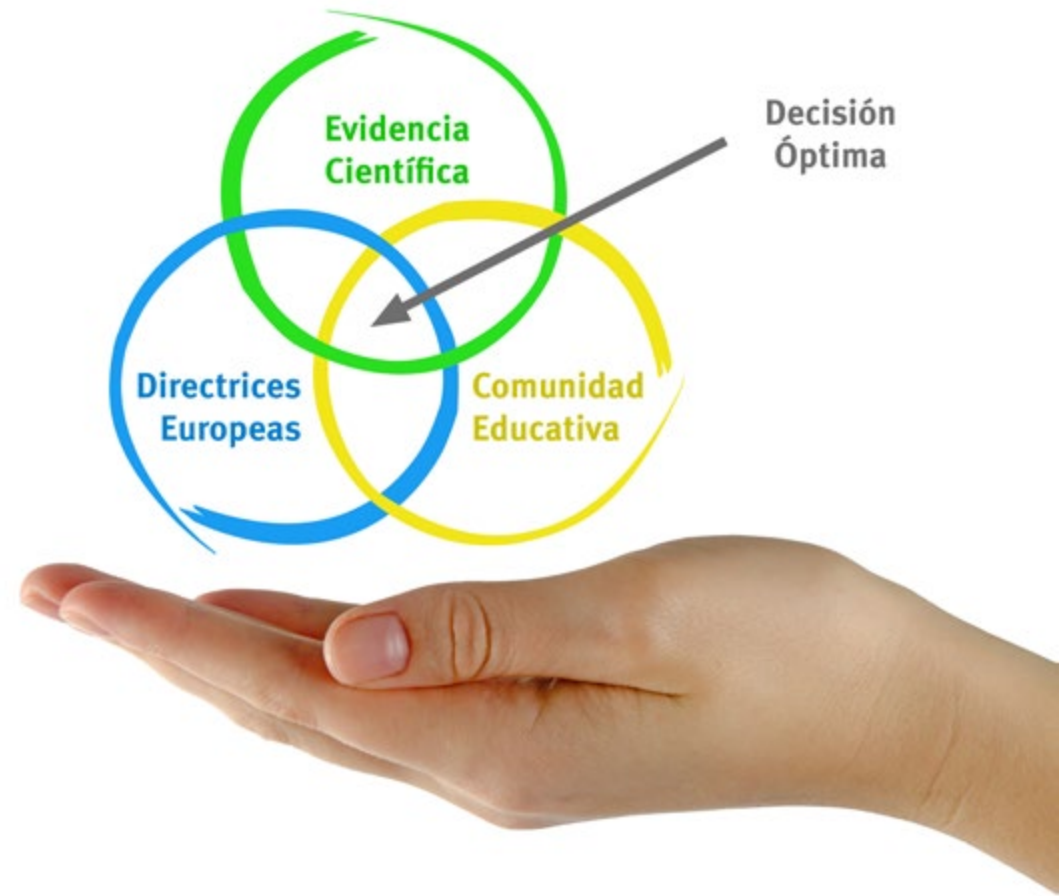 Evidencia
Científica
Decisión
Óptima
Directrices
Europeas
Comunidad
Educativa